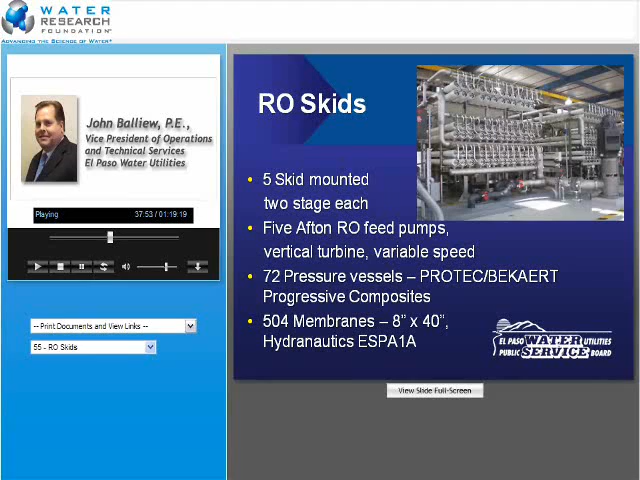 WATER
RESEARCH
FOUNDATION
ADVANCING THE SCIENCE OF WATER
John Balliew, P.E.,
Vice President of Operations
and Technical Services
El Paso Water Utilities
Playing 37:53 / 01:19:19
-- Print Documents and View Links --
55 - RO Skids
RO Skids
• 5 Skid mounted
two stage each
• Five Afton RO feed pumps,
vertical turbine, variable speed
• 72 Pressure vessels – PROTEC/BEKAERT
Progressive Composites
• 504 Membranes – 8” x 40”,
Hydranautics ESPA1A
EL PASO WATER UTILITIES
PUBLIC SERVICE BOARD
View Slide Full-Screen